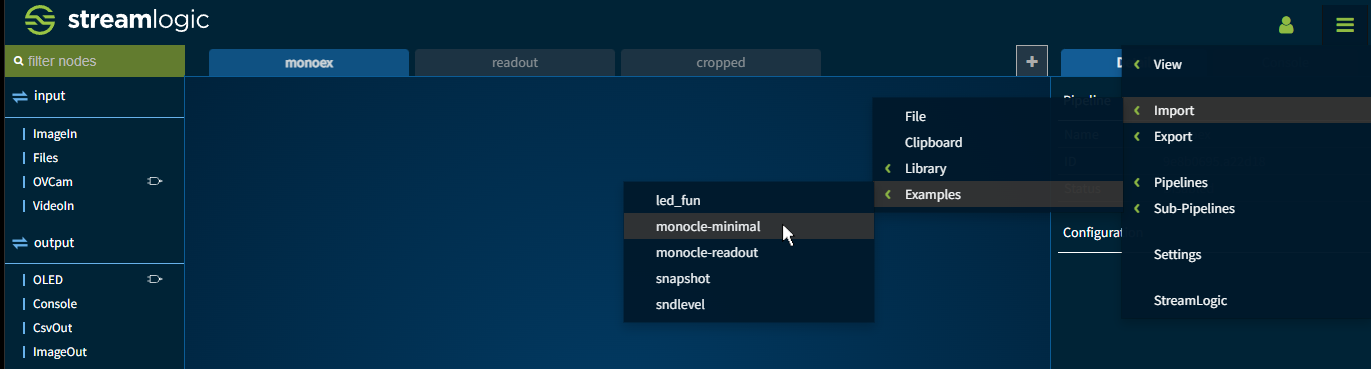 streamlogic
filter nodes
monoex
readout
cropped
+
D
View
input
Pipeline
Import
File
ImageIn
Name
Export
Clipboard
Files
ID
Library
OVCam
Pipelines
Status
Examples
led_fun
VideoIn
Sub-Pipelines
monocle-minimal
Configurat
output
monocle-readout
Settings
OLED
snapshot
Console
StreamLogic
sndlevel
CsvOut
ImageOut